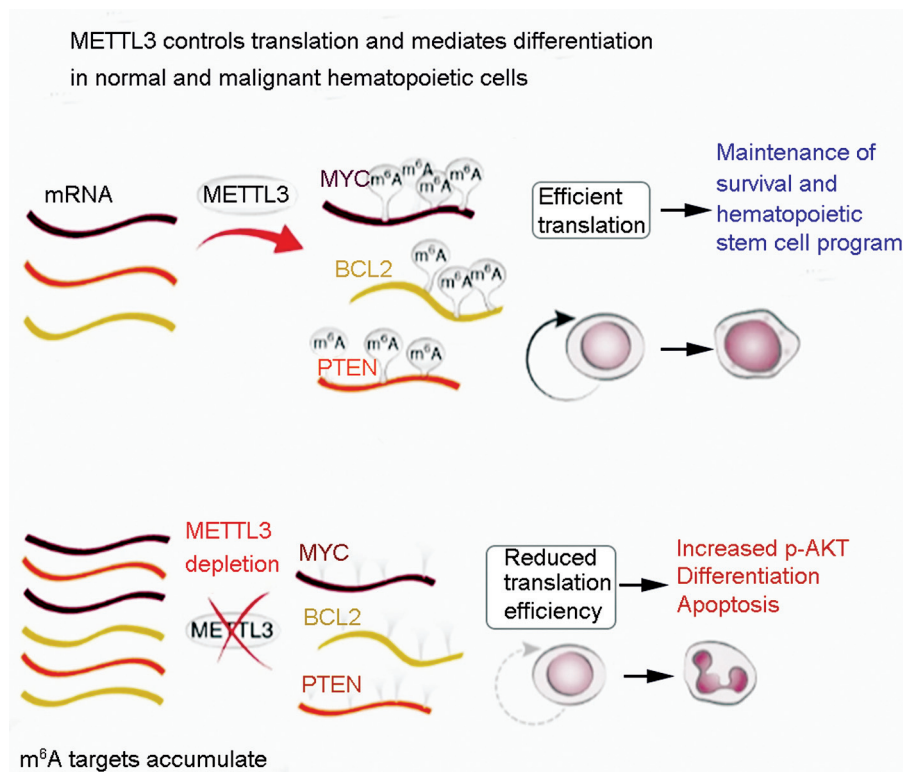 METTL3 controls translation and mediates differentiation
in normal and malignant hematopoietic cells
mRNA
METTL3
MYC
m⁶A
m⁶A
m⁶A
m⁶A
BCL2
m⁶A
m⁶A
m⁶A
PTEN
m⁶A
m⁶A
m⁶A
Efficient
translation
Maintenance of
survival and
hematopoietic
stem cell program
METTL3
depletion
METTL3
MYC
BCL2
PTEN
Reduced
translation
efficiency
Increased p-AKT
Differentiation
Apoptosis
m⁶A targets accumulate